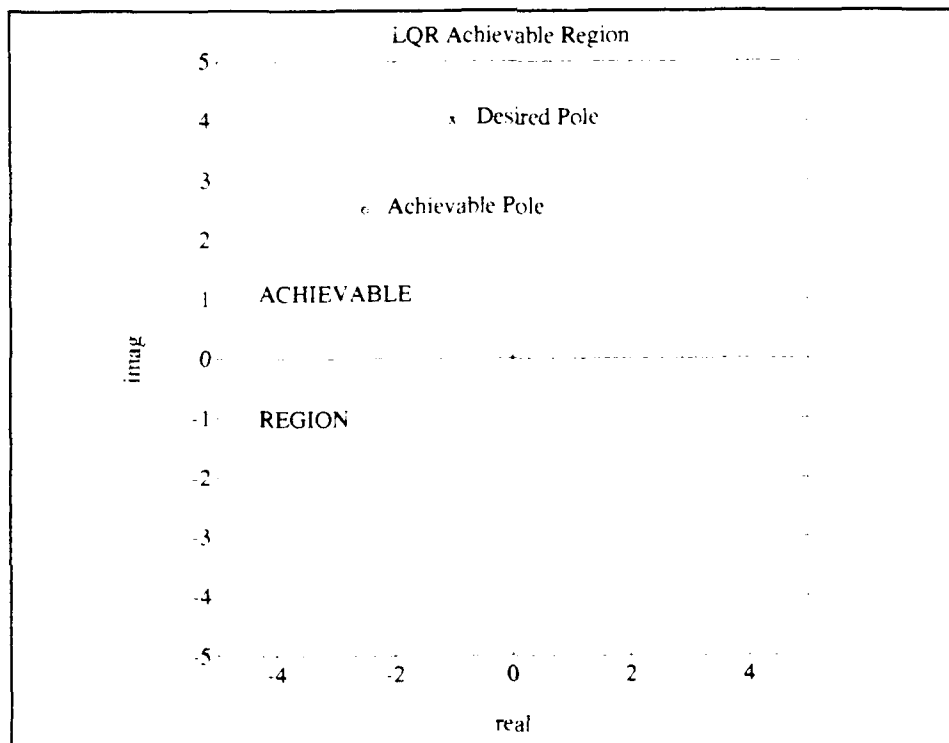 LQR Achievable Region
5
4
x Desired Pole
3
o Achievable Pole
2
1
ACHIEVABLE
imag
0
-1
REGION
-2
-3
-4
-5
-4 -2 0 2 4
real